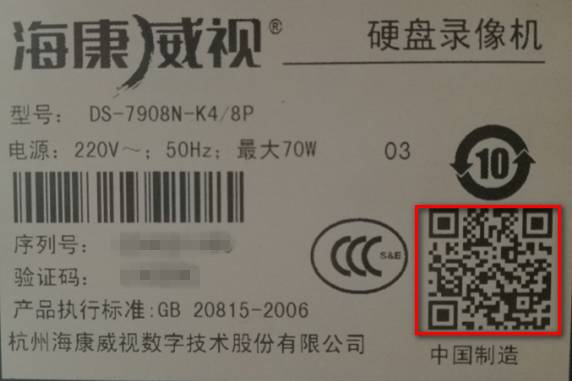 海康威视® 硬盘录像机
型号: DS-7908N-K4/8P
电源: 220V～; 50Hz; 最大70W 03
10
序列号:
CCC S&E
验证码:
产品执行标准:GB 20815-2006
杭州海康威视数字技术股份有限公司
中国制造